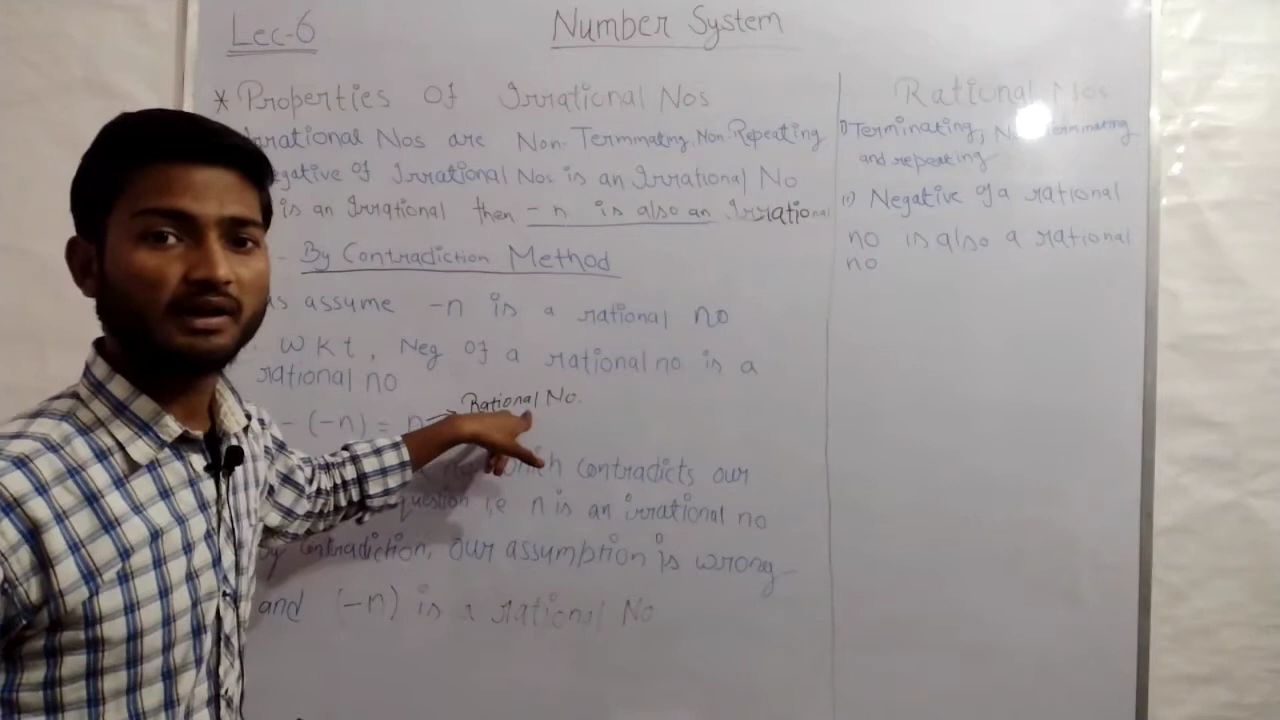 Lec-6
Number System
* Properties Of Irrational Nos
Irrational Nos are Non-Terminating, Non-Repeating
Negative Of Irrational Nos is an Irrational No
is an Irrational then -n is also an Irrational
- By Contradiction Method
as assume -n is a rational no
WKt, Neg Of a rational no is a
rational no
-(-n) = n → Rational No.
which contradicts our
question i,e n is an irrational no
By Contradiction, our assumption is wrong
and (-n) is a rational No
Rational Nos
i) Terminating, Non Terminating
and repeating
ii) Negative of a rational
no is also a rational
no